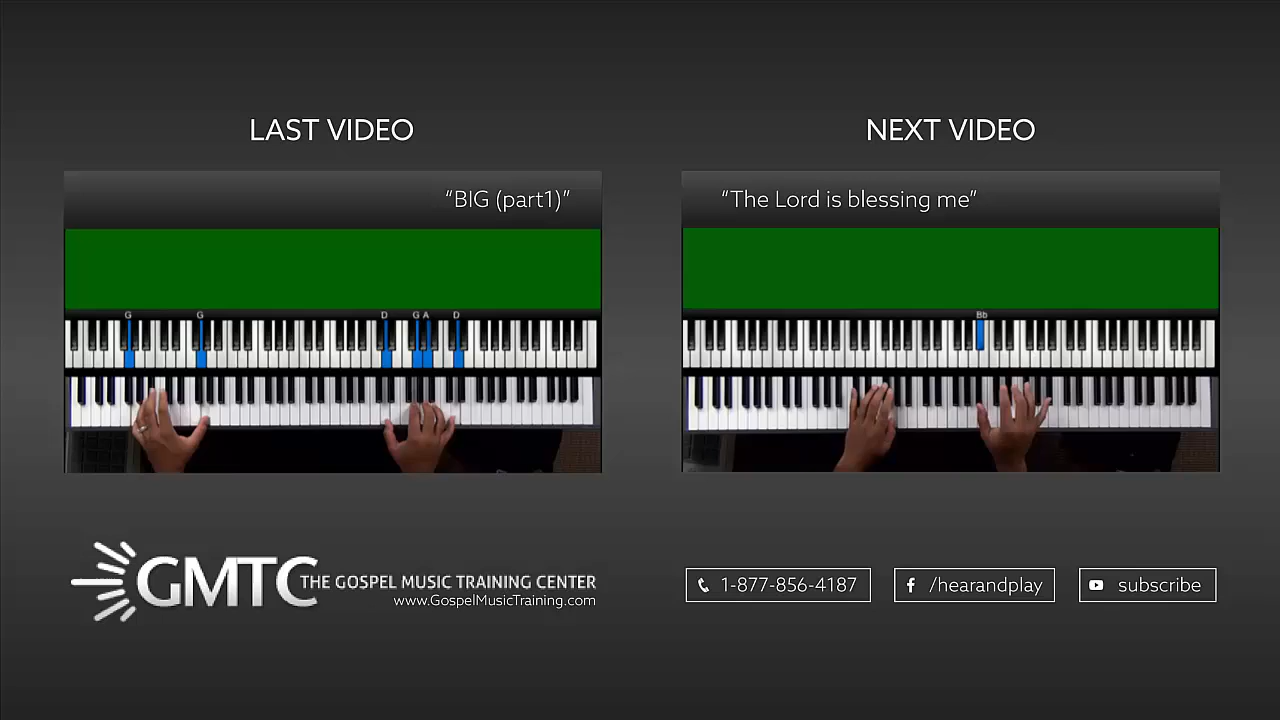 LAST VIDEO
NEXT VIDEO
“BIG (part1)”
“The Lord is blessing me”
G G D G A D
Bb
GMTC THE GOSPEL MUSIC TRAINING CENTER
www.GospelMusicTraining.com
1-877-856-4187
/hearandplay
subscribe